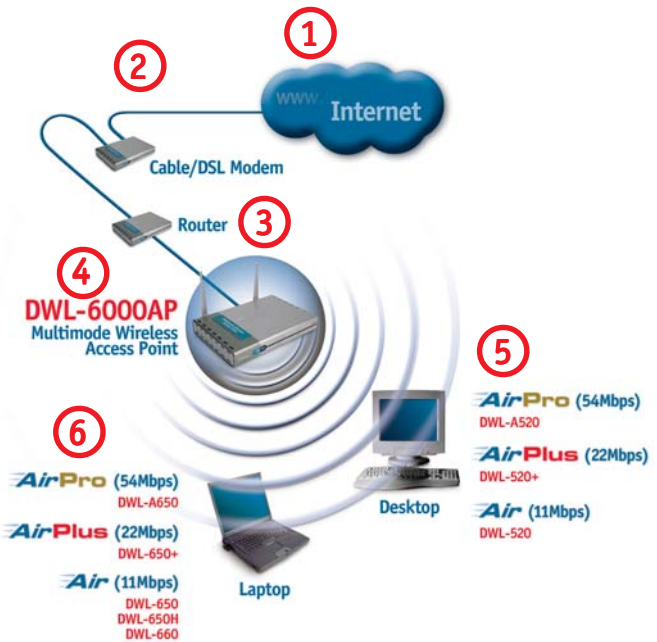 1
2
www.
Internet
Cable/DSL Modem
Router
3
4
DWL-6000AP
Multimode Wireless
Access Point
5
AirPro (54Mbps)
DWL-A520
AirPlus (22Mbps)
DWL-520+
Air (11Mbps)
DWL-520
Desktop
6
AirPro (54Mbps)
DWL-A650
AirPlus (22Mbps)
DWL-650+
Air (11Mbps)
DWL-650
DWL-650H
DWL-660
Laptop